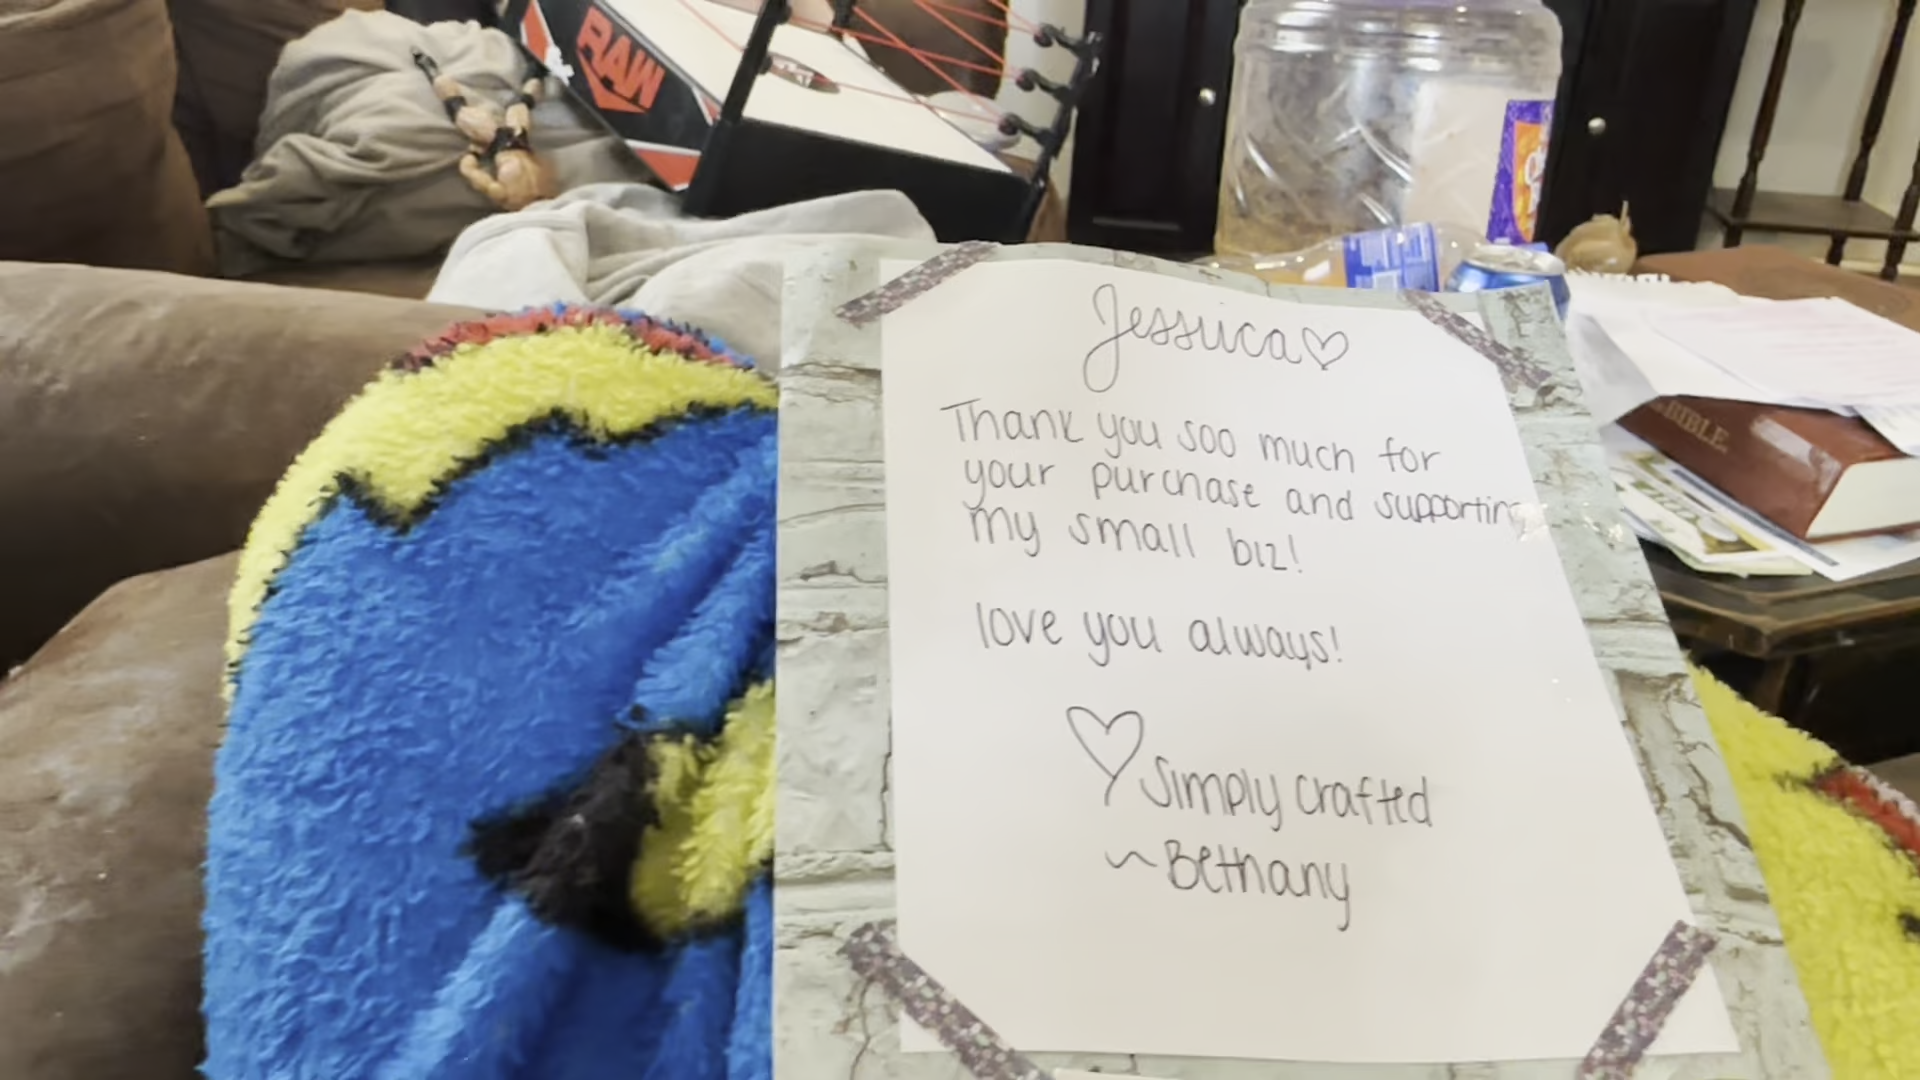 RAW
Jessica♡
Thank you soo much for
your purchase and supporting
my small biz!
love you always!
♡ Simply Crafted
~Bethany
BIBLE